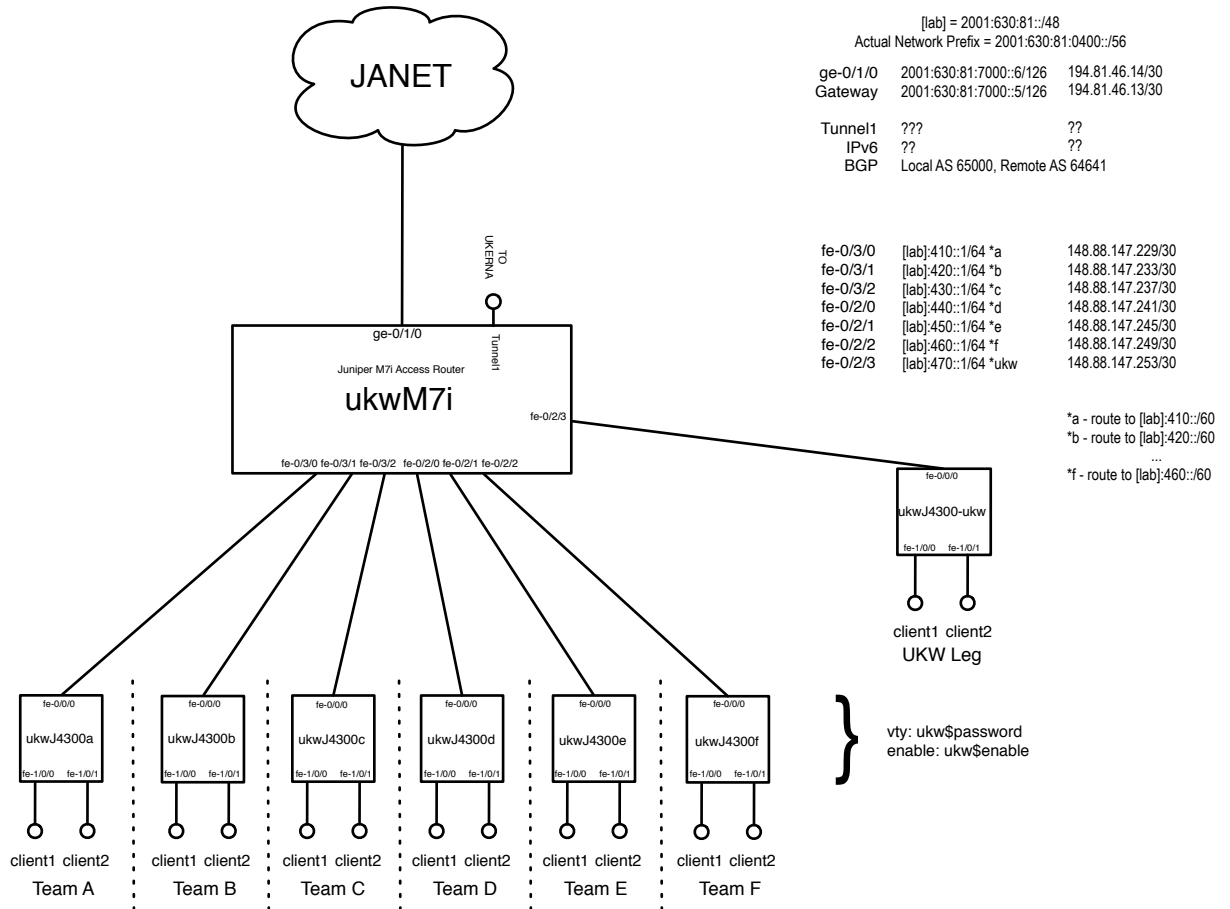 JANET
[lab] = 2001:630:81::/48
Actual Network Prefix = 2001:630:81:0400::/56
ge-0/1/0 2001:630:81:7000::6/126 194.81.46.14/30
Gateway 2001:630:81:7000::5/126 194.81.46.13/30
Tunnel1 ??? ??
IPv6 ?? ??
BGP Local AS 65000, Remote AS 64641
fe-0/3/0 [lab]:410::1/64 *a 148.88.147.229/30
fe-0/3/1 [lab]:420::1/64 *b 148.88.147.233/30
fe-0/3/2 [lab]:430::1/64 *c 148.88.147.237/30
fe-0/2/0 [lab]:440::1/64 *d 148.88.147.241/30
fe-0/2/1 [lab]:450::1/64 *e 148.88.147.245/30
fe-0/2/2 [lab]:460::1/64 *f 148.88.147.249/30
fe-0/2/3 [lab]:470::1/64 *ukw 148.88.147.253/30
*a - route to [lab]:410::/60
*b - route to [lab]:420::/60
...
*f - route to [lab]:460::/60
TO
UKERNA
ge-0/1/0
Tunnel1
Juniper M7i Access Router
ukwM7i
fe-0/2/3
fe-0/3/0 fe-0/3/1 fe-0/3/2 fe-0/2/0 fe-0/2/1 fe-0/2/2
fe-0/0/0
ukwJ4300-ukw
fe-1/0/0 fe-1/0/1
client1 client2
UKW Leg
fe-0/0/0 fe-0/0/0 fe-0/0/0 fe-0/0/0 fe-0/0/0 fe-0/0/0
ukwJ4300a ukwJ4300b ukwJ4300c ukwJ4300d ukwJ4300e ukwJ4300f
fe-1/0/0 fe-1/0/1 fe-1/0/0 fe-1/0/1 fe-1/0/0 fe-1/0/1 fe-1/0/0 fe-1/0/1 fe-1/0/0 fe-1/0/1 fe-1/0/0 fe-1/0/1
client1 client2 client1 client2 client1 client2 client1 client2 client1 client2 client1 client2
Team A Team B Team C Team D Team E Team F
}
vty: ukw$password
enable: ukw$enable